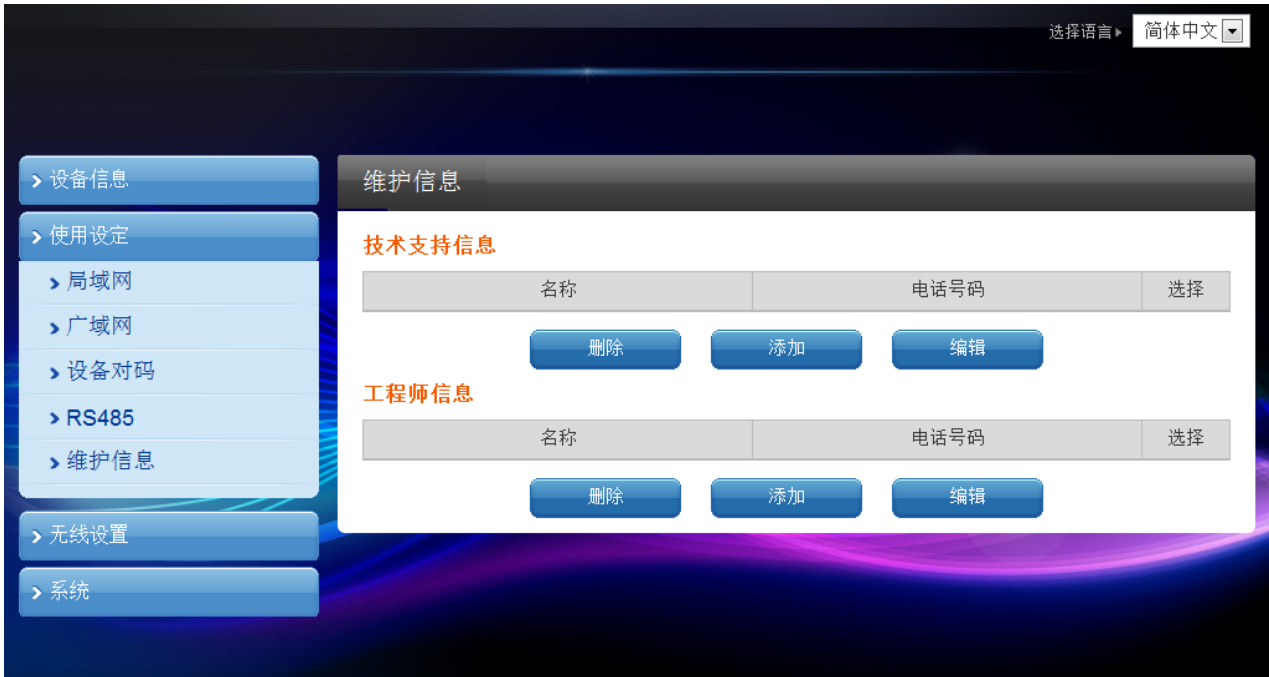 选择语言 简体中文
设备信息
使用设定
局域网
广域网
设备对码
RS485
维护信息
无线设置
系统
维护信息
技术支持信息
名称 电话号码 选择
删除 添加 编辑
工程师信息
名称 电话号码 选择
删除 添加 编辑